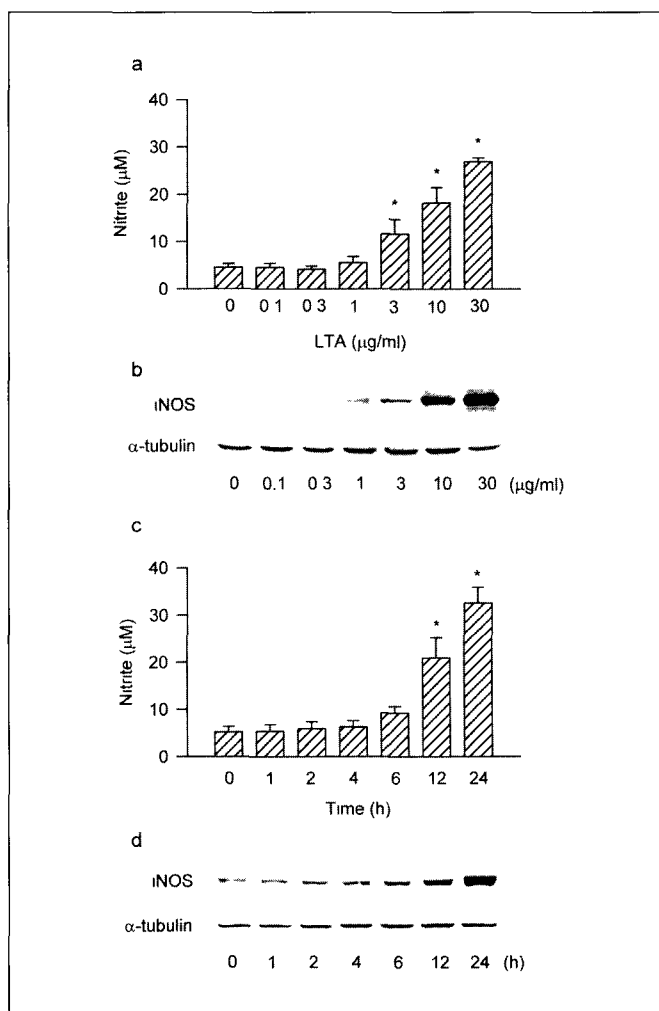 a
40
30
20
10
0
Nitrite (μM)
* * *
0 0 1 0 3 1 3 10 30
LTA (μg/ml)
b
iNOS
α-tubulin
0 0.1 0 3 1 3 10 30 (μg/ml)
c
40
30
20
10
0
Nitrite (μM)
* *
0 1 2 4 6 12 24
Time (h)
d
iNOS
α-tubulin
0 1 2 4 6 12 24 (h)